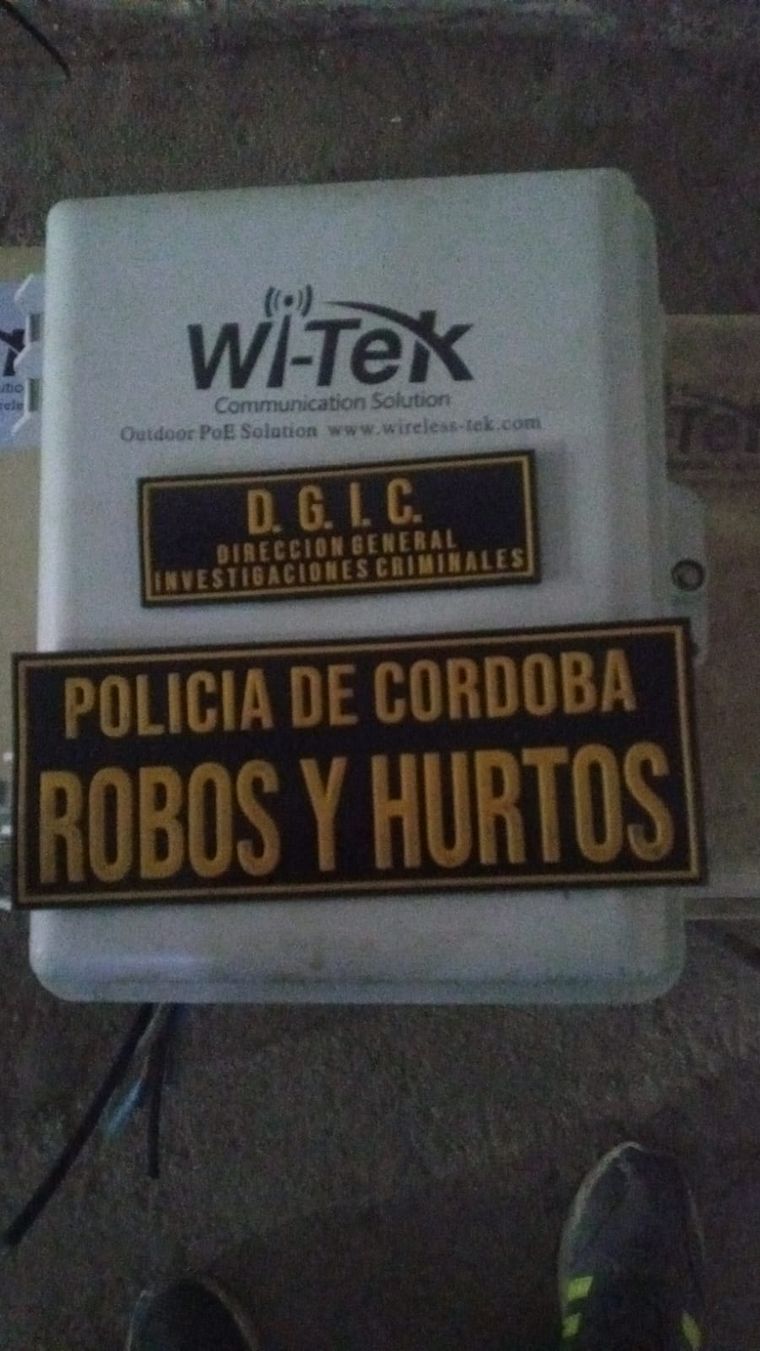 Wi-Tek
Communication Solution
Outdoor PoE Solution www.wireless-tek.com
D. G. I. C.
DIRECCION GENERAL
INVESTIGACIONES CRIMINALES
POLICIA DE CORDOBA
ROBOS Y HURTOS